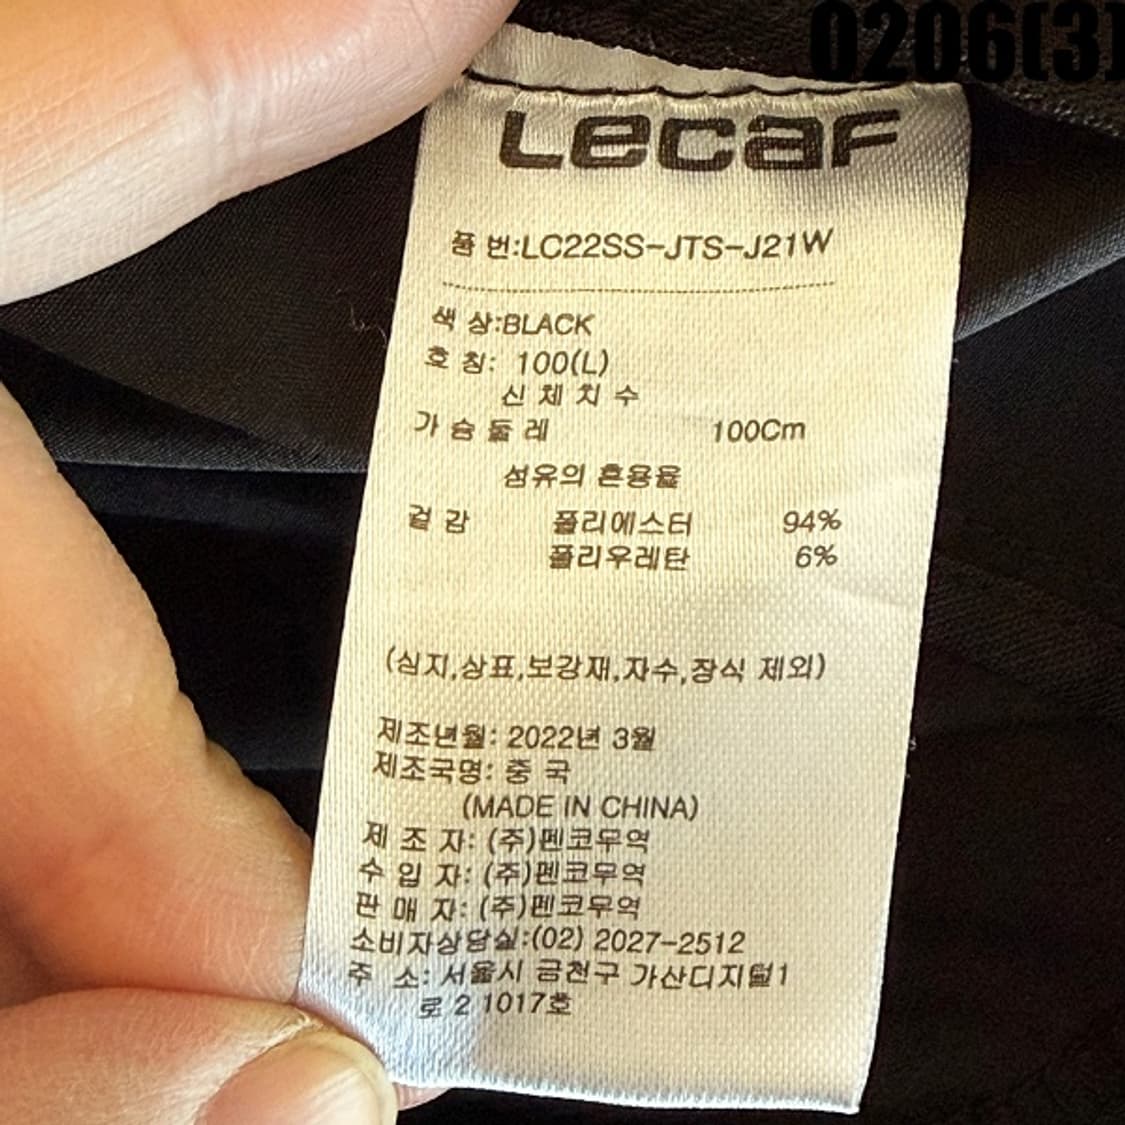 0206(3)
Lecaf
품 번:LC22SS-JTS-J21W
색 상:BLACK
호 칭: 100(L)
신 체 치 수
가 슴 둘 레 100Cm
섬유의 혼용율
겉 감 폴리에스터 94%
폴리우레탄 6%
(심지,상표,보강재,자수,장식 제외)
제조년월: 2022년 3월
제조국명: 중 국
(MADE IN CHINA)
제 조 자: (주)펜코무역
수 입 자: (주)펜코무역
판 매 자: (주)펜코무역
소비자상담실:(02) 2027-2512
주 소: 서울시 금천구 가산디지털1
로 2 1017호